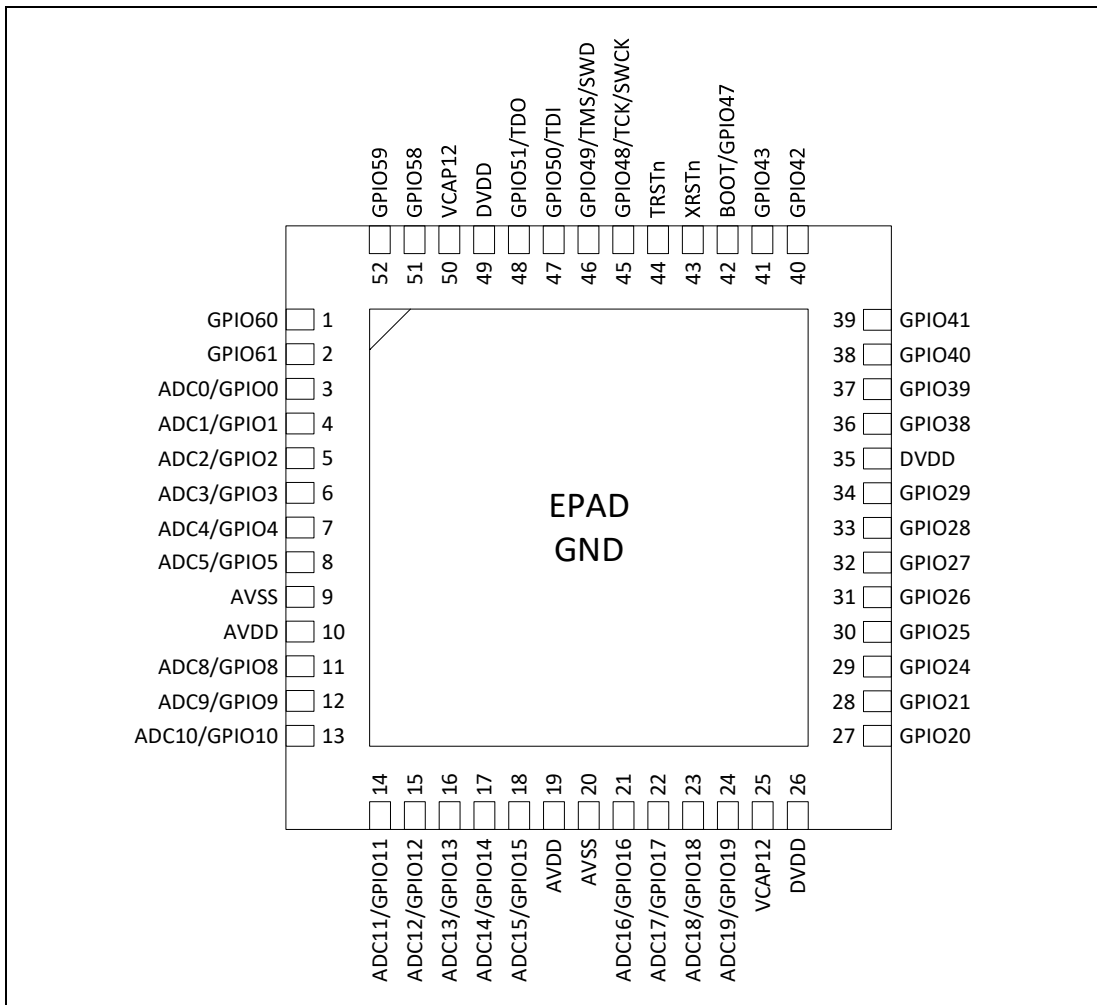 GPIO59
GPIO58
VCAP12
DVDD
GPIO51/TDO
GPIO50/TDI
GPIO49/TMS/SWD
GPIO48/TCK/SWCK
TRSTn
XRSTn
BOOT/GPIO47
GPIO43
GPIO42
52
51
50
49
48
47
46
45
44
43
42
41
40
GPIO60 1
GPIO61 2
ADC0/GPIO0 3
ADC1/GPIO1 4
ADC2/GPIO2 5
ADC3/GPIO3 6
ADC4/GPIO4 7
ADC5/GPIO5 8
AVSS 9
AVDD 10
ADC8/GPIO8 11
ADC9/GPIO9 12
ADC10/GPIO10 13
EPAD
GND
39 GPIO41
38 GPIO40
37 GPIO39
36 GPIO38
35 DVDD
34 GPIO29
33 GPIO28
32 GPIO27
31 GPIO26
30 GPIO25
29 GPIO24
28 GPIO21
27 GPIO20
14
15
16
17
18
19
20
21
22
23
24
25
26
ADC11/GPIO11
ADC12/GPIO12
ADC13/GPIO13
ADC14/GPIO14
ADC15/GPIO15
AVDD
AVSS
ADC16/GPIO16
ADC17/GPIO17
ADC18/GPIO18
ADC19/GPIO19
VCAP12
DVDD